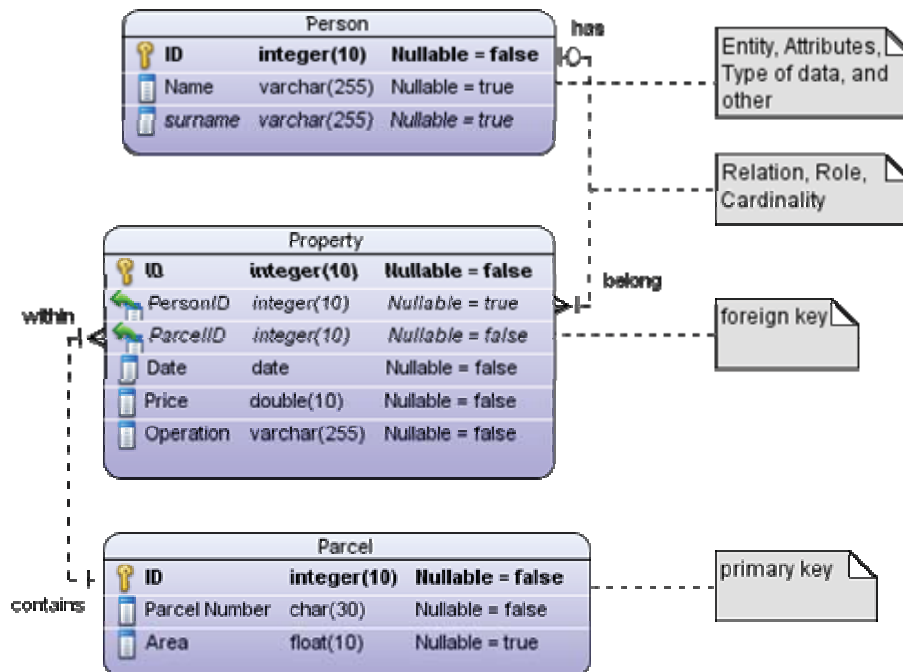 Person
has
ID integer(10) Nullable = false
Name varchar(255) Nullable = true
surname varchar(255) Nullable = true
Entity, Attributes,
Type of data, and
other
Relation, Role,
Cardinality
Property
ID integer(10) Nullable = false
PersonID integer(10) Nullable = true
ParcelID integer(10) Nullable = false
Date date Nullable = false
Price double(10) Nullable = false
Operation varchar(255) Nullable = false
belong
within
foreign key
Parcel
ID integer(10) Nullable = false
Parcel Number char(30) Nullable = false
Area float(10) Nullable = true
contains
primary key